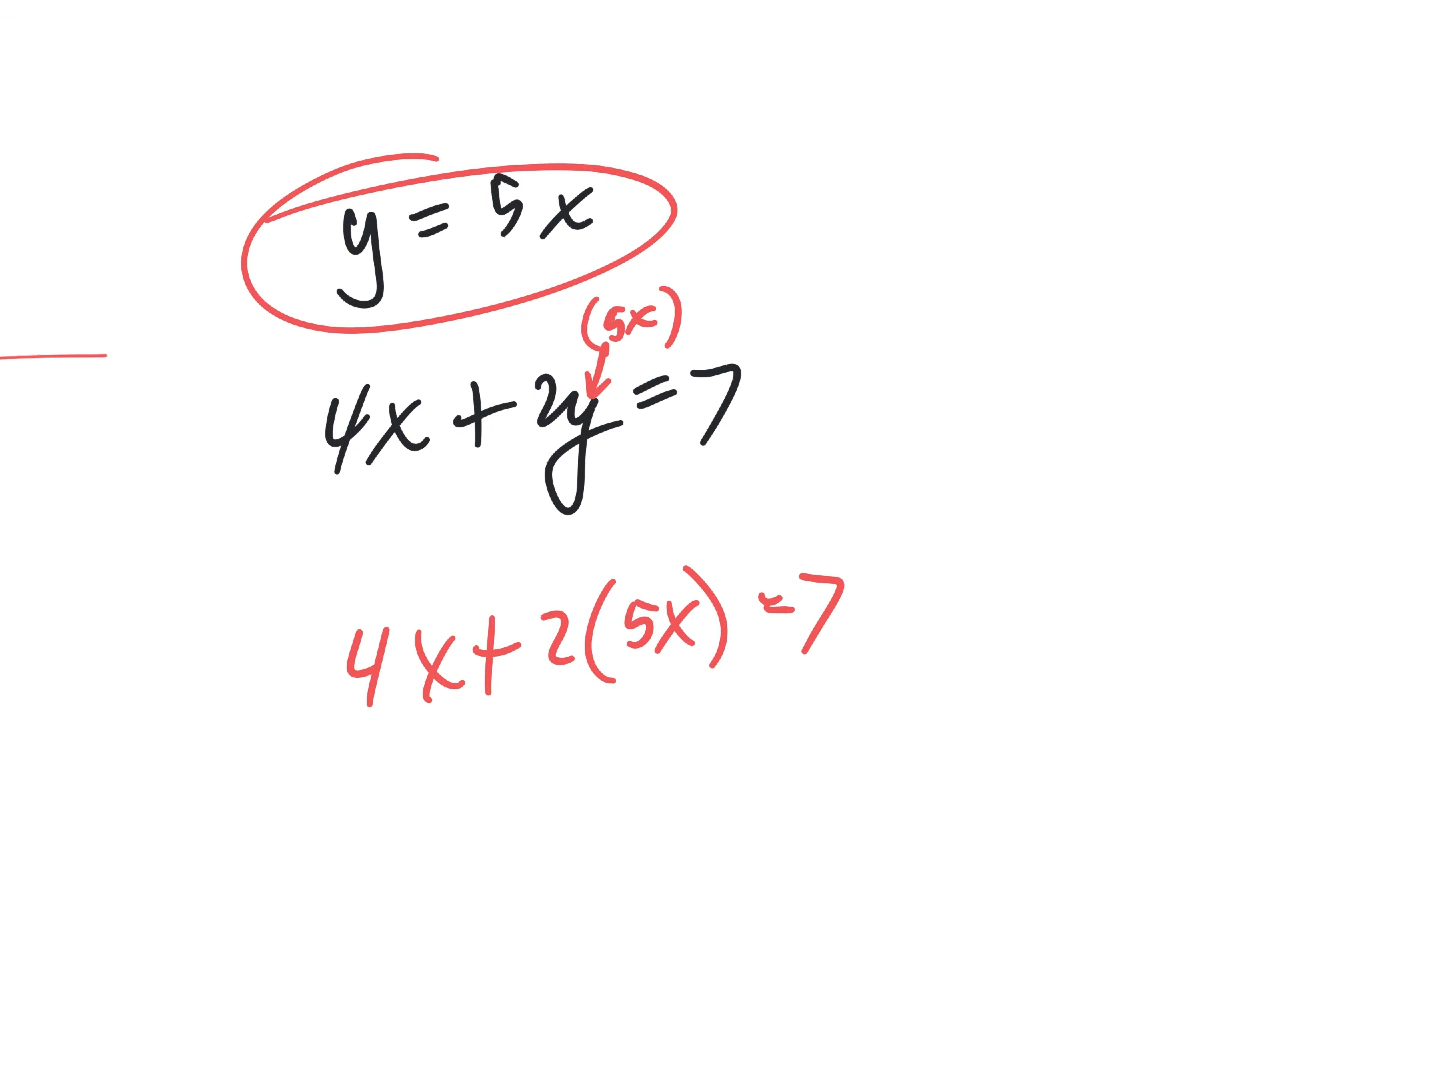 y = 5x
(5x)
4x + 2y = 7
4x + 2(5x) = 7